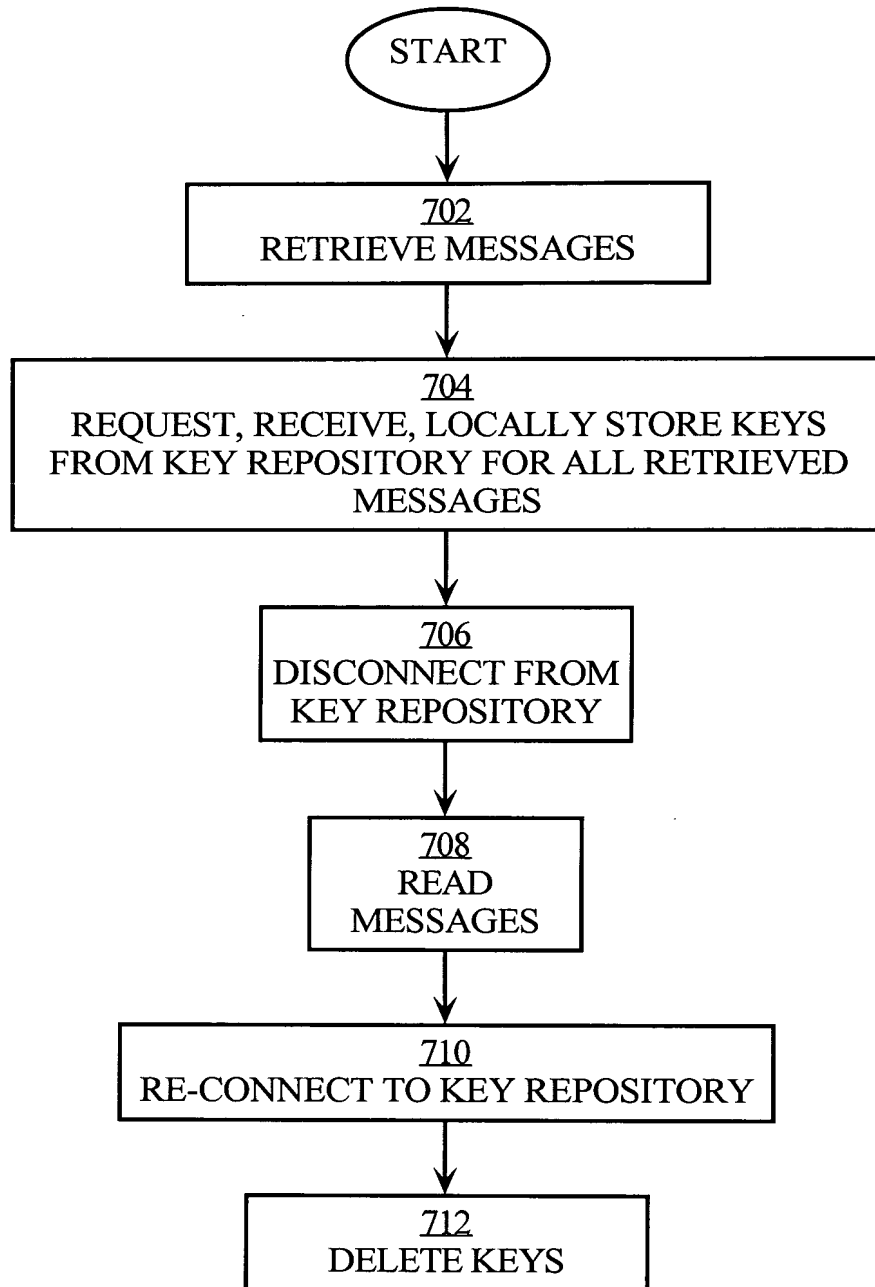 START
702
RETRIEVE MESSAGES
704
REQUEST, RECEIVE, LOCALLY STORE KEYS
FROM KEY REPOSITORY FOR ALL RETRIEVED
MESSAGES
706
DISCONNECT FROM
KEY REPOSITORY
708
READ
MESSAGES
710
RE-CONNECT TO KEY REPOSITORY
712
DELETE KEYS